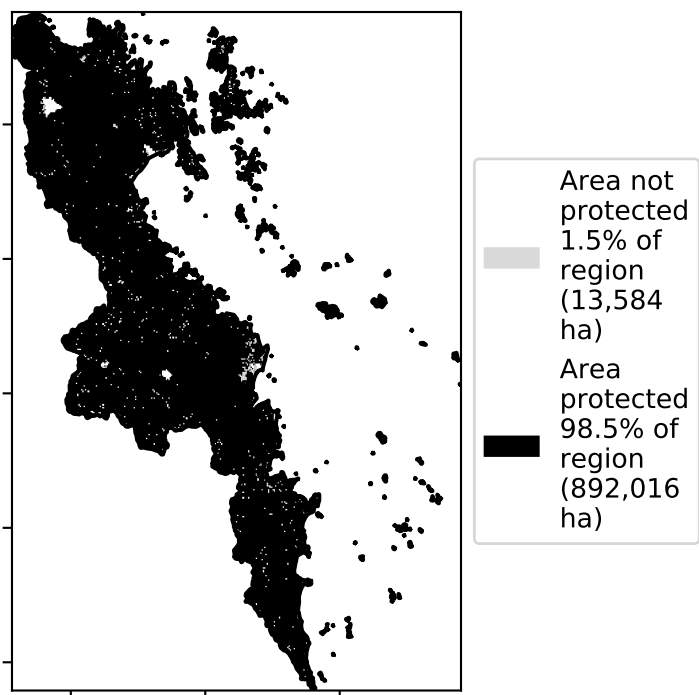 Area not
protected
1.5% of
region
(13,584
ha)
Area
protected
98.5% of
region
(892,016
ha)